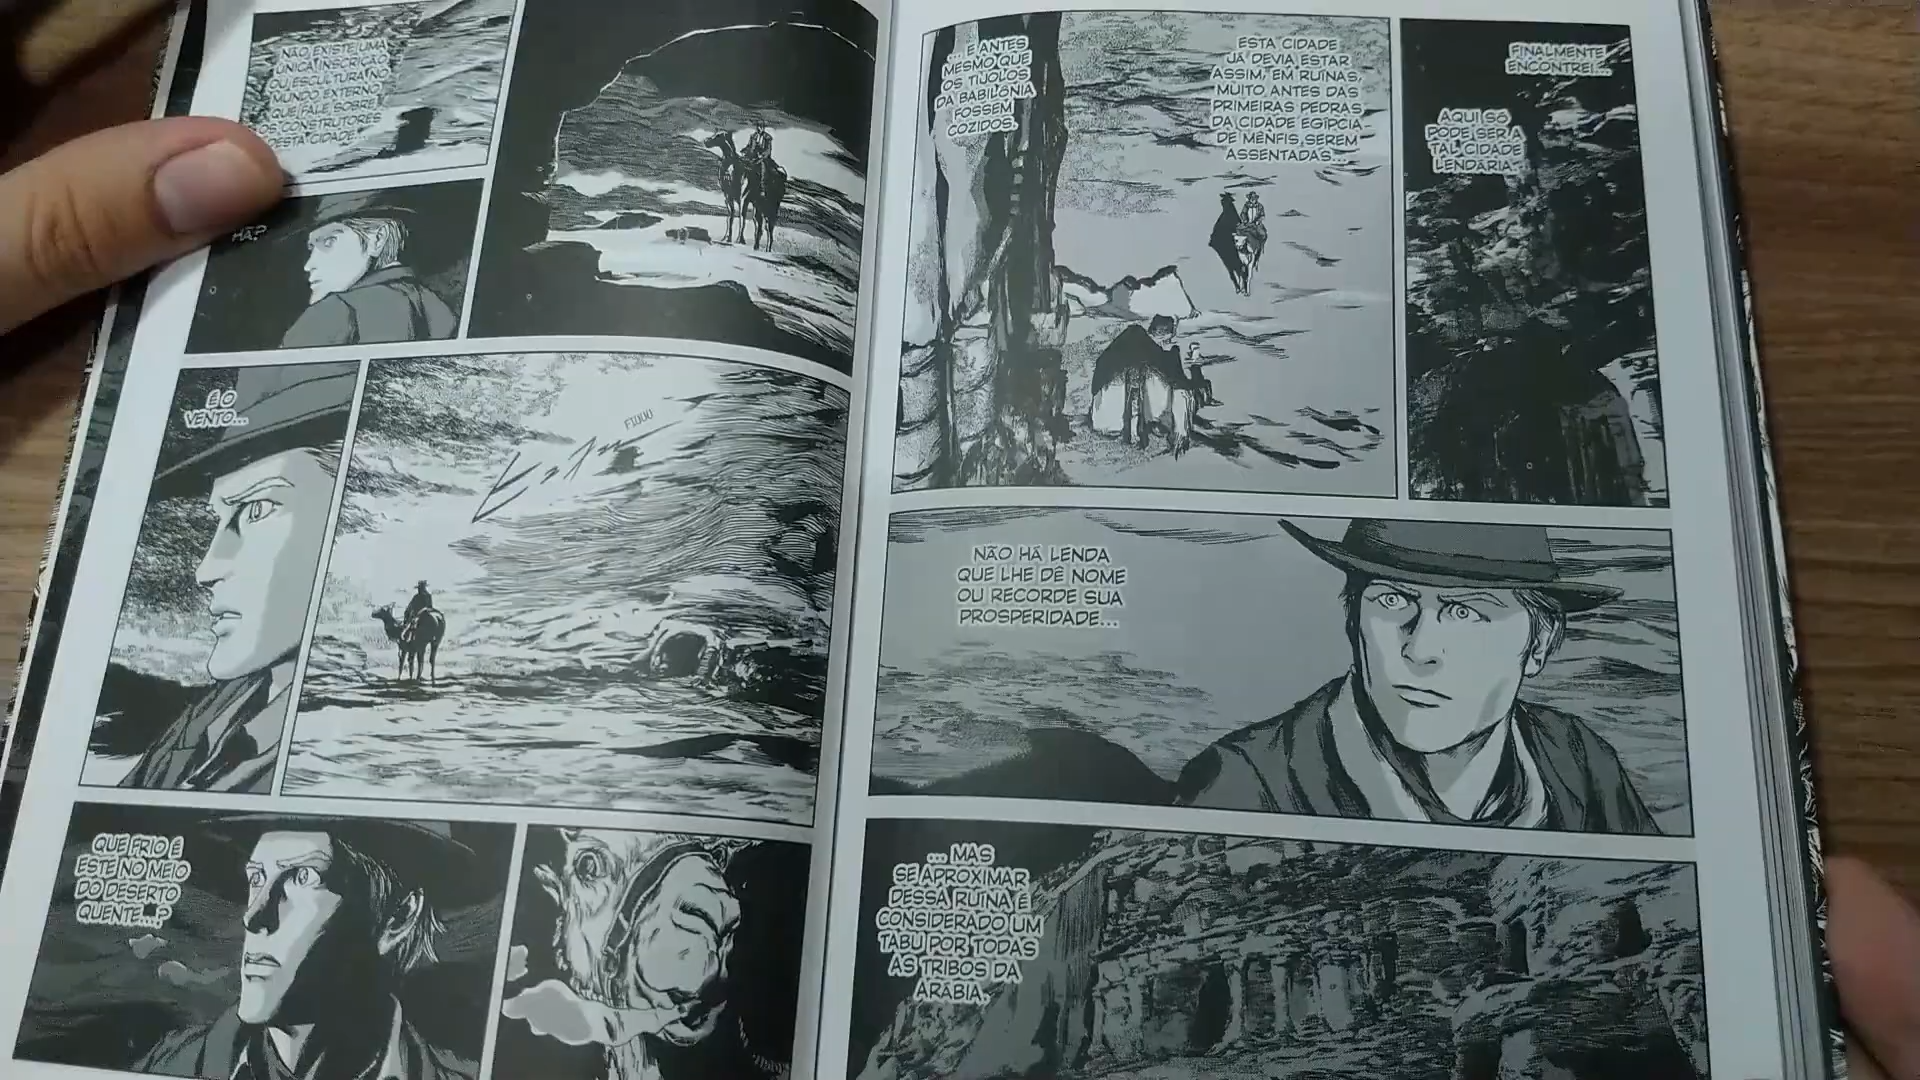 FINALMENTE
ENCONTREI...
AQUI SÓ
PODE SER A
TAL CIDADE
LENDÁRIA.
ESTA CIDADE
JÁ DEVIA ESTAR
ASSIM, EM RUÍNAS,
MUITO ANTES DAS
PRIMEIRAS PEDRAS
DA CIDADE EGÍPCIA
DE MÊNFIS SEREM
ASSENTADAS...
... E ANTES
MESMO QUE
OS TIJOLOS
DA BABILÔNIA
FOSSEM
COZIDOS.
NÃO HÁ LENDA
QUE LHE DÊ NOME
OU RECORDE SUA
PROSPERIDADE...
... MAS
SE APROXIMAR
DESSA RUÍNA É
CONSIDERADO UM
TABU POR TODAS
AS TRIBOS DA
ARÁBIA.
NÃO EXISTE UMA
ÚNICA INSCRIÇÃO
OU ESCULTURA NO
MUNDO EXTERNO
QUE FALE SOBRE
OS CONSTRUTORES
DESTA CIDADE.
HÃ?
FIUUU
É O
VENTO...
QUE FRIO É
ESTE NO MEIO
DO DESERTO
QUENTE...?